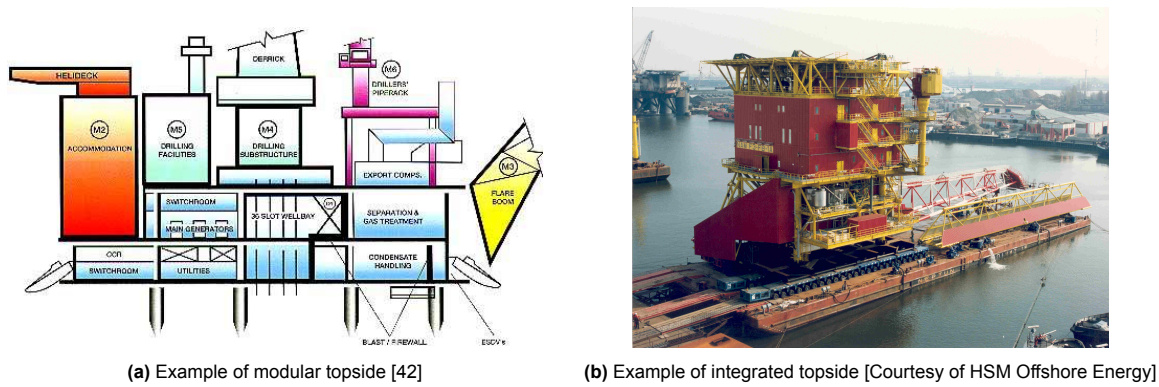 DERRICK
HELIDECK
M6
DRILLERS'
PIPERACK
M2
ACCOMMODATION
M5
DRILLING
FACILITIES
M4
DRILLING
SUBSTRUCTURE
EXPORT COMPS.
M3
FLARE
BOOM
SWITCHROOM
MAIN GENERATORS
36 SLOT WELLBAY
SEPARATION &
GAS TREATMENT
CCR
SWITCHROOM
UTILITIES
CONDENSATE
HANDLING
BLAST / FIREWALL
ESDV's
(a) Example of modular topside [42]
(b) Example of integrated topside [Courtesy of HSM Offshore Energy]